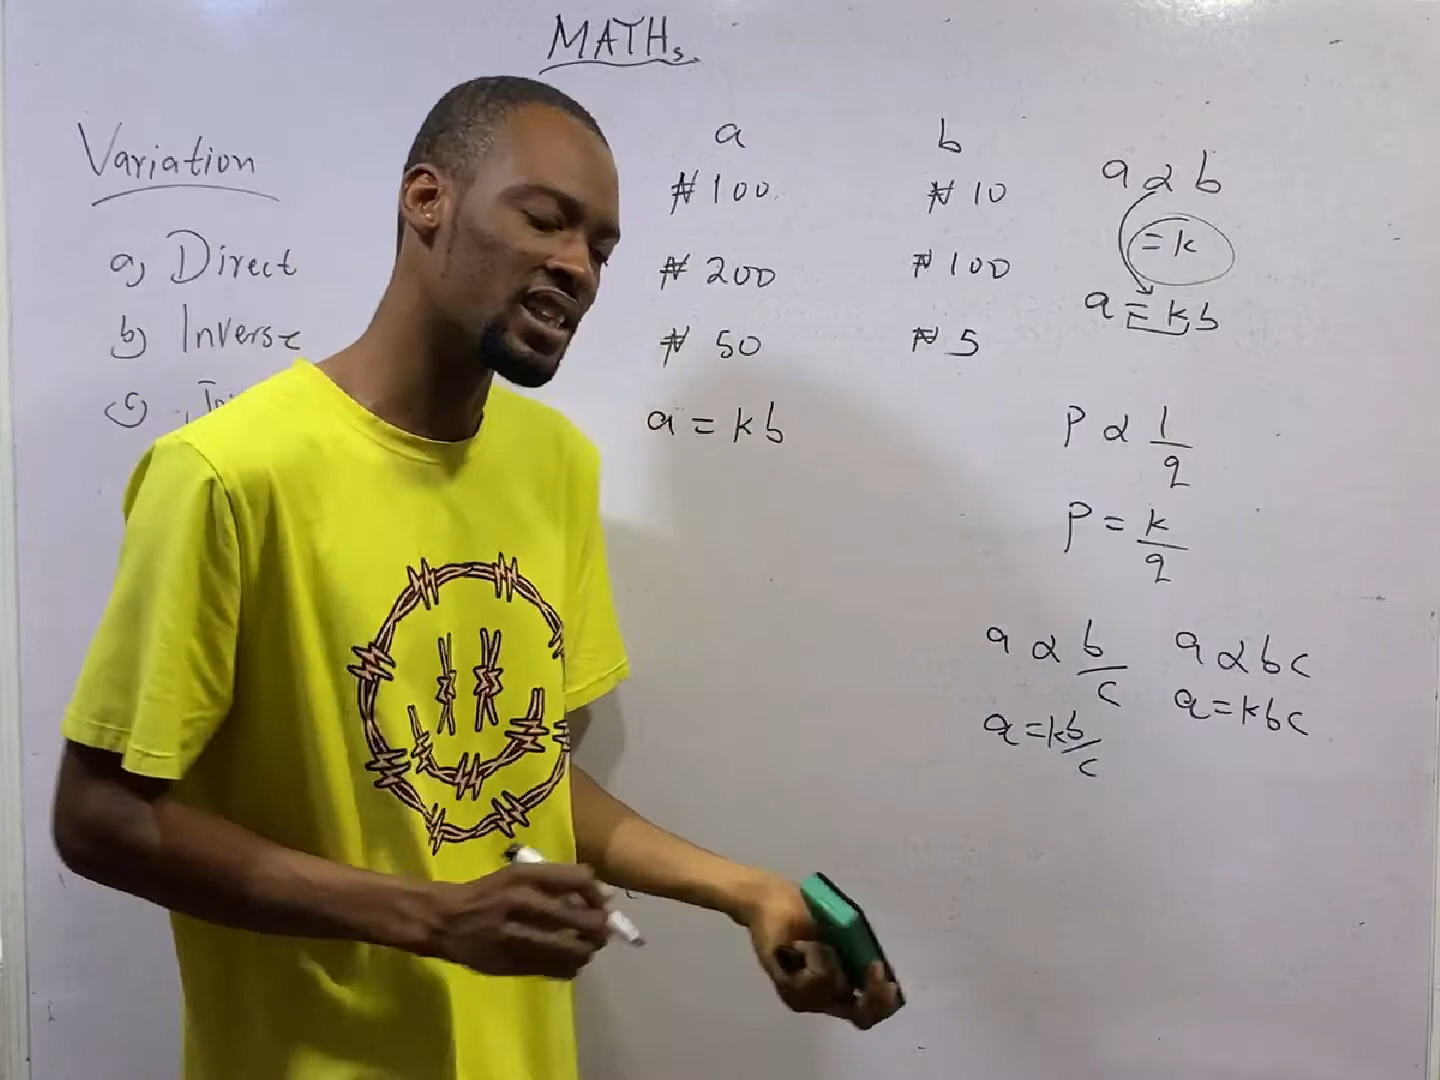 MATHs
Variation
a) Direct
b) Inverse
c)
a b
₦ 100 ₦ 10
₦ 200 ₦ 100
₦ 50 ₦ 5
a = kb
a α b
= k
a = kb
P α 1/q
P = k/q
a α b/c
a = kb/c
a α bc
a = kbc